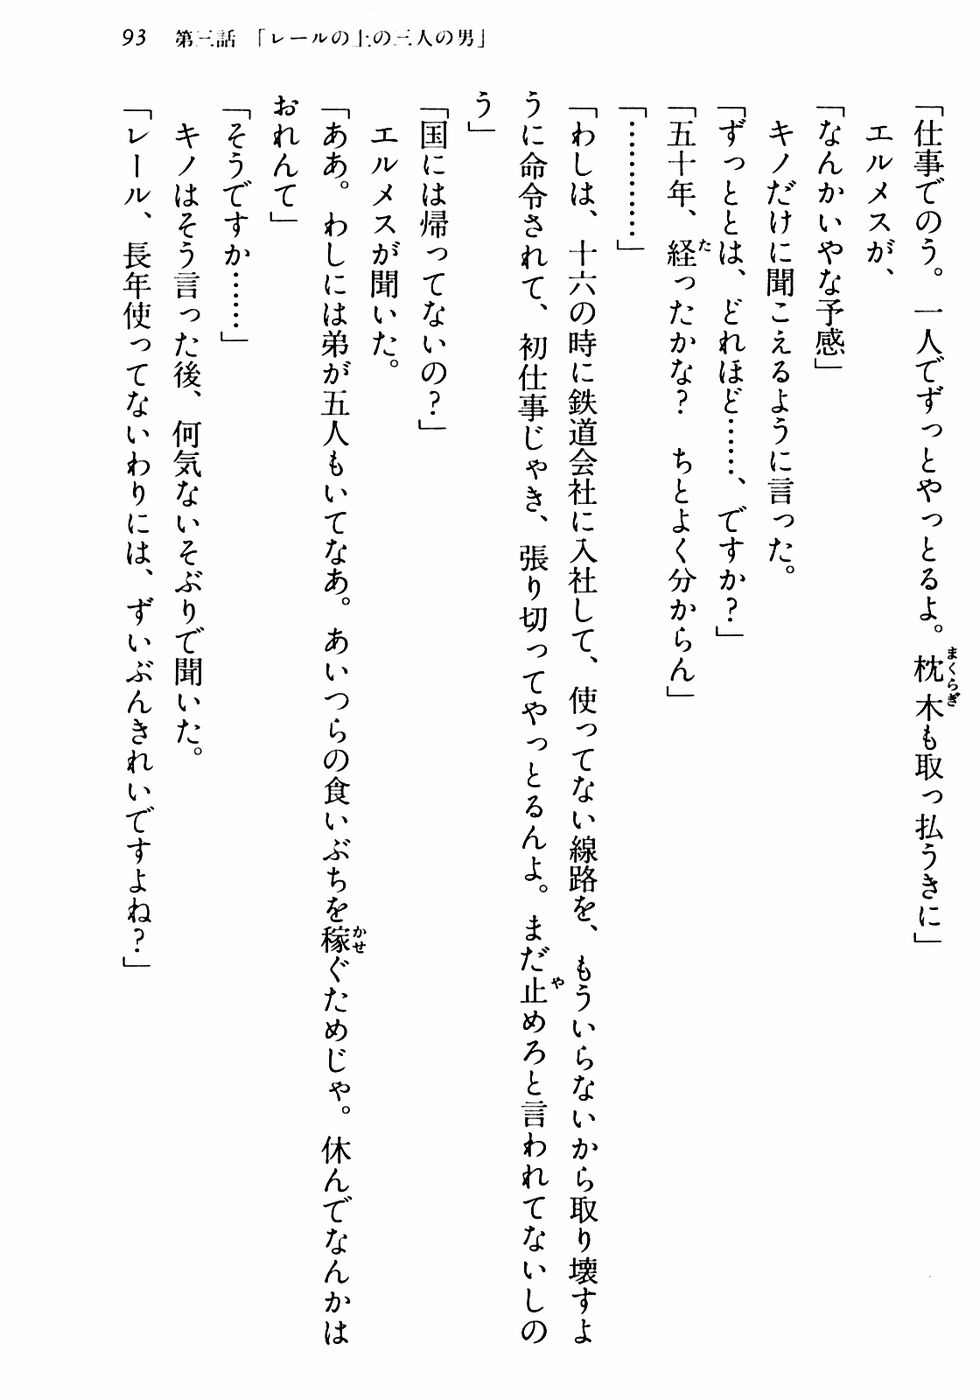 93　第三話　「レールの上の三人の男」
「仕事でのう。一人でずっとやっとるよ。枕木も取っ払うきに」
　エルメスが、
「なんかいやな予感」
　キノだけに聞こえるように言った。
「ずっととは、どれほど……、ですか？」
「五十年、経ったかな？　ちとよく分からん」
「…………」
「わしは、十六の時に鉄道会社に入社して、使ってない線路を、もういらないから取り壊すよ
うに命令されて、初仕事じゃき、張り切ってやっとるんよ。まだ止めろと言われてないしの
う」
「国には帰ってないの？」
　エルメスが聞いた。
「ああ。わしには弟が五人もいてなあ。あいつらの食いぶちを稼ぐためじゃ。休んでなんかは
おれんて」
「そうですか……」
　キノはそう言った後、何気ないそぶりで聞いた。
「レール、長年使ってないわりには、ずいぶんきれいですよね？」